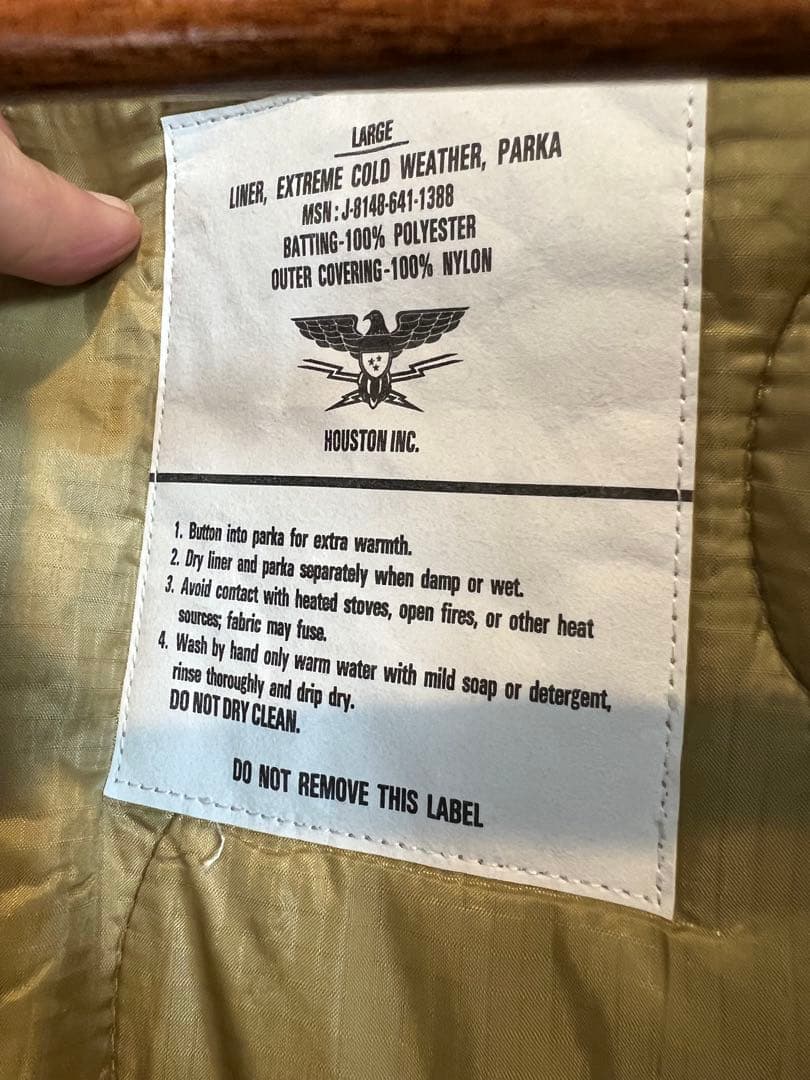 LARGE
LINER, EXTREME COLD WEATHER, PARKA
MSN:J-8148-641-1388
BATTING-100% POLYESTER
OUTER COVERING-100% NYLON
HOUSTON INC.
1. Button into parka for extra warmth.
2. Dry liner and parka separately when damp or wet.
3. Avoid contact with heated stoves, open fires, or other heat
sources; fabric may fuse.
4. Wash by hand only warm water with mild soap or detergent,
rinse thoroughly and drip dry.
DO NOT DRY CLEAN.
DO NOT REMOVE THIS LABEL